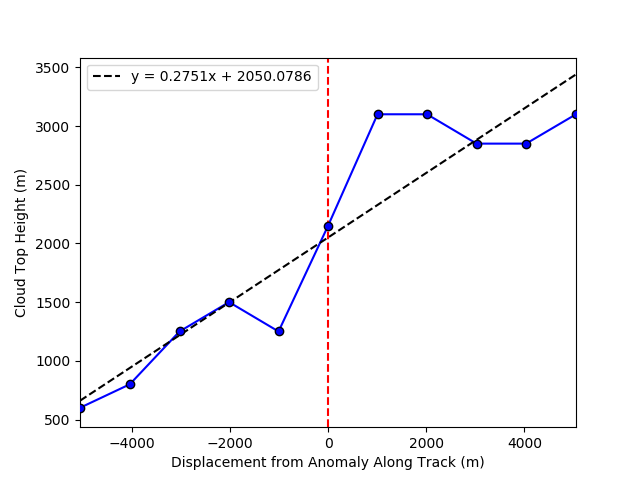 y = 0.2751x + 2050.0786
3500
3000
2500
2000
1500
1000
500
Cloud Top Height (m)
−4000 −2000 0 2000 4000
Displacement from Anomaly Along Track (m)